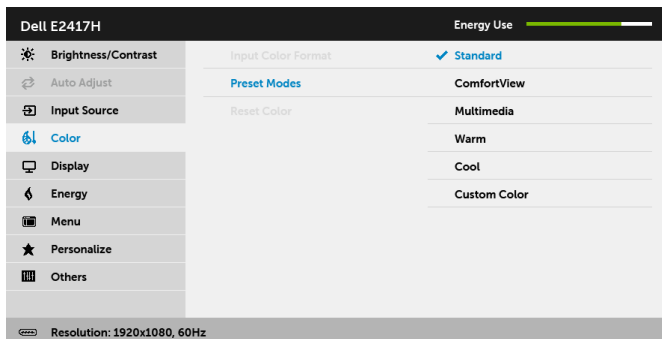 Dell E2417H
Energy Use
Brightness/Contrast
Input Color Format
Standard
Auto Adjust
Preset Modes
ComfortView
Input Source
Reset Color
Multimedia
Color
Warm
Display
Cool
Energy
Custom Color
Menu
Personalize
Others
Resolution: 1920x1080, 60Hz